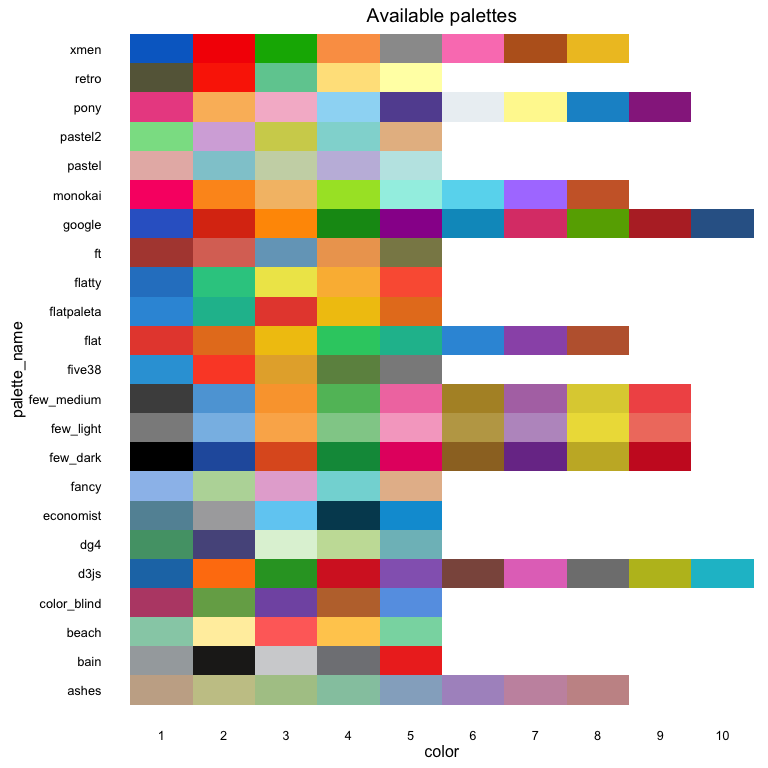 Available palettes
xmen
retro
pony
pastel2
pastel
monokai
google
ft
flatty
flatpaleta
flat
five38
few_medium
few_light
few_dark
fancy
economist
dg4
d3js
color_blind
beach
bain
ashes
palette_name
1 2 3 4 5 6 7 8 9 10
color